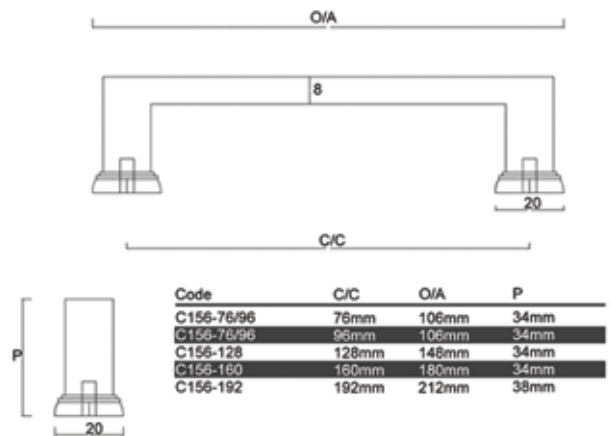 O/A
8
20
C/C
Code C/C O/A P
C156-76/96 76mm 106mm 34mm
C156-76/96 96mm 106mm 34mm
C156-128 128mm 148mm 34mm
C156-160 160mm 180mm 34mm
C156-192 192mm 212mm 38mm
P
20